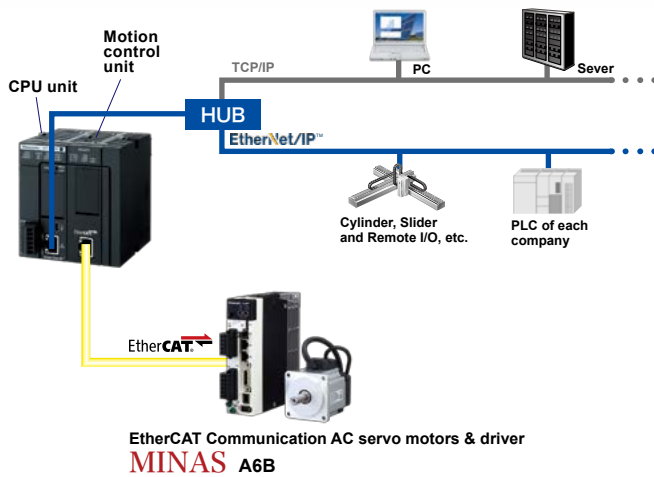 Motion
control
unit
CPU unit
TCP/IP
PC
Sever
HUB
EtherNet/IP™
Cylinder, Slider
and Remote I/O, etc.
PLC of each
company
EtherCAT®
EtherCAT Communication AC servo motors & driver
MINAS A6B